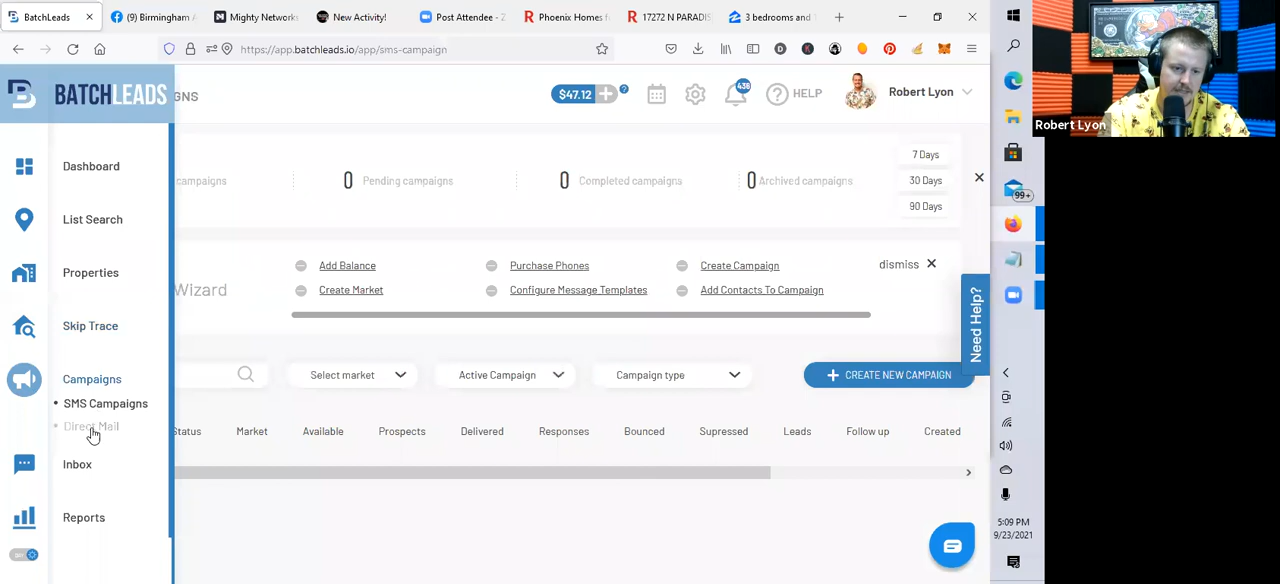 BatchLeads
(9) Birmingham A
Mighty Networks
New Activity!
Post Attendee - Z
Phoenix Homes f
17272 N PARADIS
3 bedrooms and
https://app.batchleads.io/app/sms-campaign
BATCHLEADS
GNS
$47.12
?
436
HELP
Robert Lyon
Robert Lyon
Dashboard
List Search
Properties
Skip Trace
Campaigns
SMS Campaigns
Direct Mail
Inbox
Reports
campaigns
0 Pending campaigns
0 Completed campaigns
0 Archived campaigns
7 Days
30 Days
90 Days
Wizard
Add Balance
Purchase Phones
Create Campaign
dismiss
Create Market
Configure Message Templates
Add Contacts To Campaign
Need Help?
Select market
Active Campaign
Campaign type
+ CREATE NEW CAMPAIGN
Status
Market
Available
Prospects
Delivered
Responses
Bounced
Supressed
Leads
Follow up
Created
99+
5:09 PM
9/23/2021